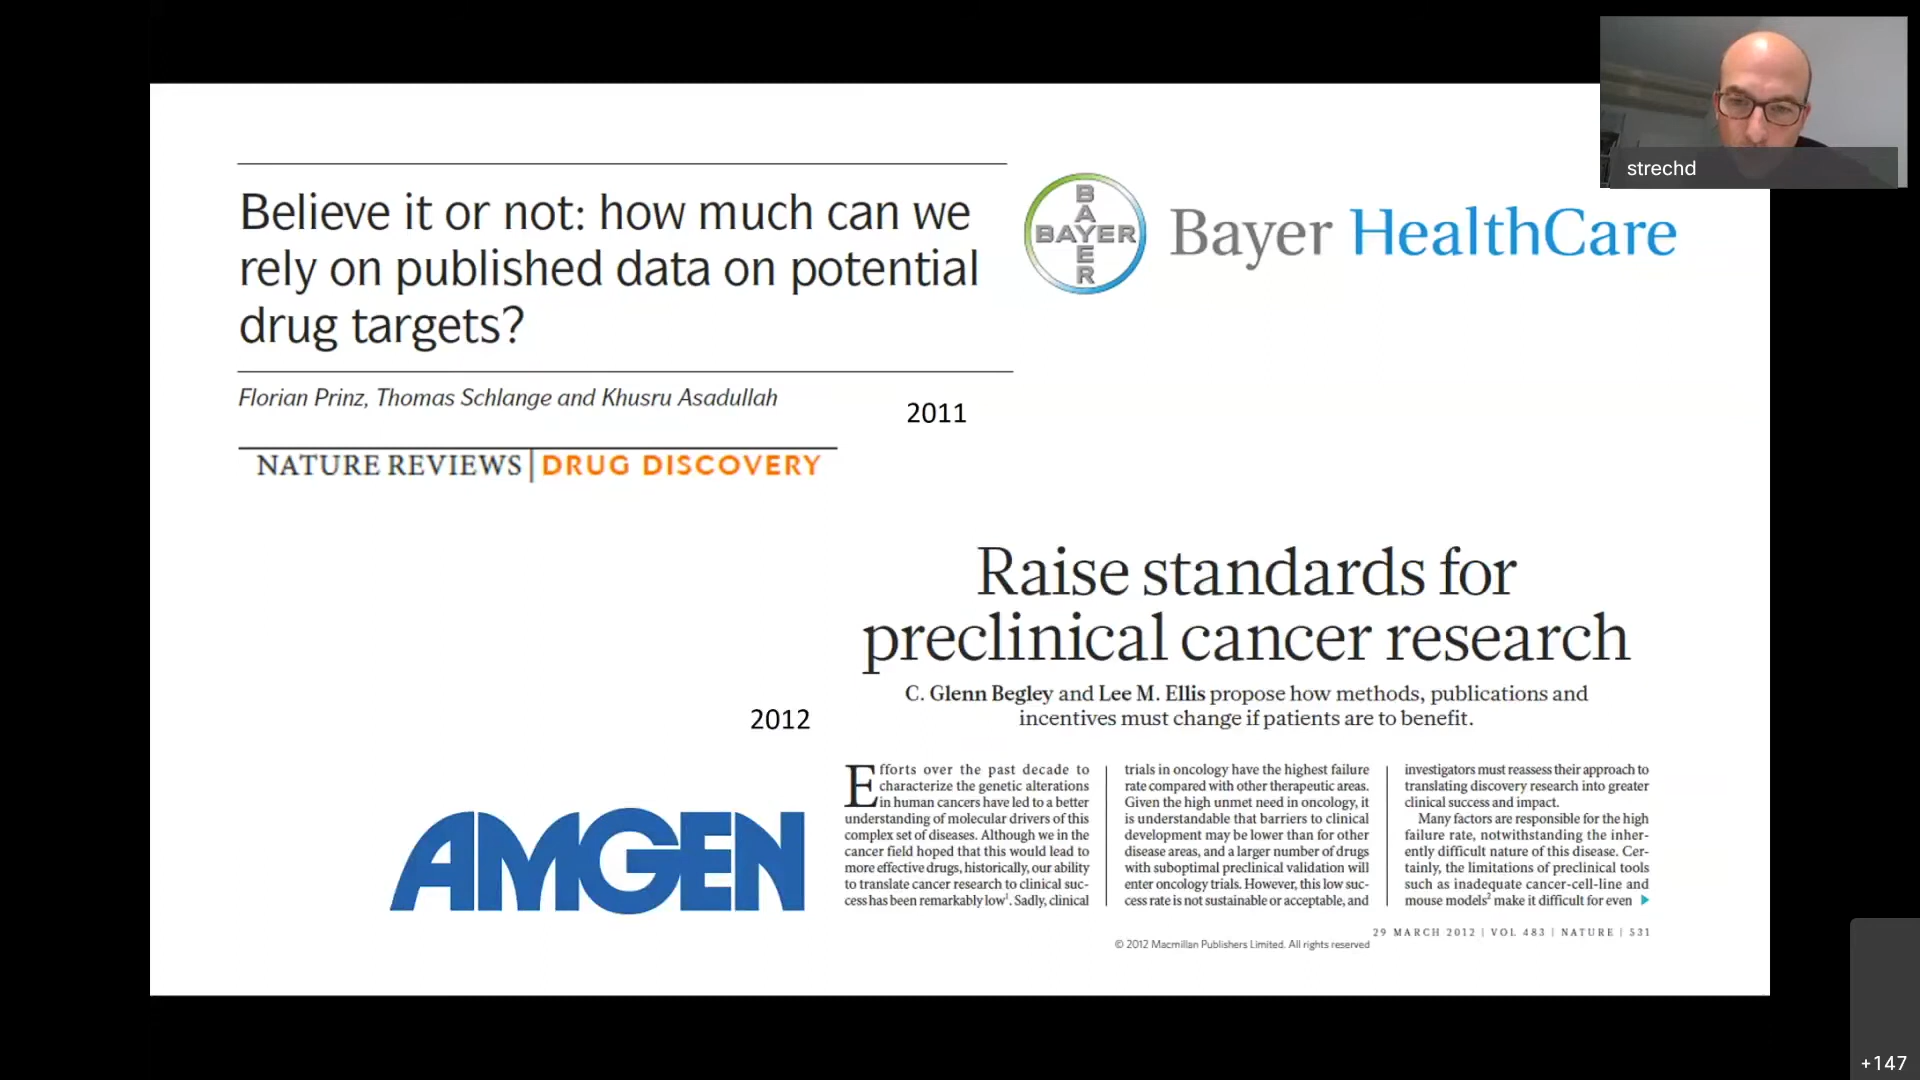 strechd
Believe it or not: how much can we
rely on published data on potential
drug targets?
Florian Prinz, Thomas Schlange and Khusru Asadullah
2011
NATURE REVIEWS | DRUG DISCOVERY
BAYER
BAYER
Bayer HealthCare
Raise standards for
preclinical cancer research
C. Glenn Begley and Lee M. Ellis propose how methods, publications and
incentives must change if patients are to benefit.
2012
AMGEN
Efforts over the past decade to
characterize the genetic alterations
in human cancers have led to a better
understanding of molecular drivers of this
complex set of diseases. Although we in the
cancer field hoped that this would lead to
more effective drugs, historically, our ability
to translate cancer research to clinical suc-
cess has been remarkably low¹. Sadly, clinical
trials in oncology have the highest failure
rate compared with other therapeutic areas.
Given the high unmet need in oncology, it
is understandable that barriers to clinical
development may be lower than for other
disease areas, and a larger number of drugs
with suboptimal preclinical validation will
enter oncology trials. However, this low suc-
cess rate is not sustainable or acceptable, and
investigators must reassess their approach to
translating discovery research into greater
clinical success and impact.
Many factors are responsible for the high
failure rate, notwithstanding the inher-
ently difficult nature of this disease. Cer-
tainly, the limitations of preclinical tools
such as inadequate cancer-cell-line and
mouse models² make it difficult for even ▶
29 MARCH 2012 | VOL 483 | NATURE | 531
© 2012 Macmillan Publishers Limited. All rights reserved
+147